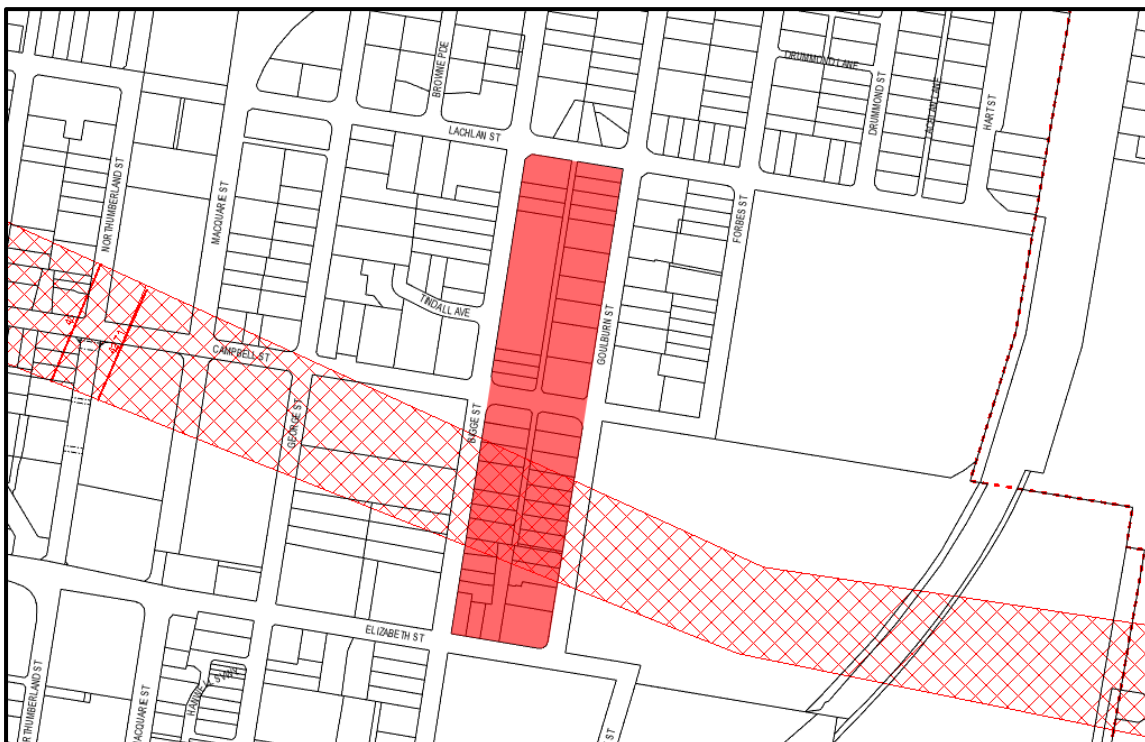 BROWNE PDE
DRUMMOND LANE
DRUMMOND ST
HART ST
LACHLAN ST
NORTHUMBERLAND ST
MACQUARIE ST
FORBES ST
TINDALL AVE
GOULBURN ST
CAMPBELL ST
GEORGE ST
BIGGE ST
ELIZABETH ST
MACQUARIE ST
ST